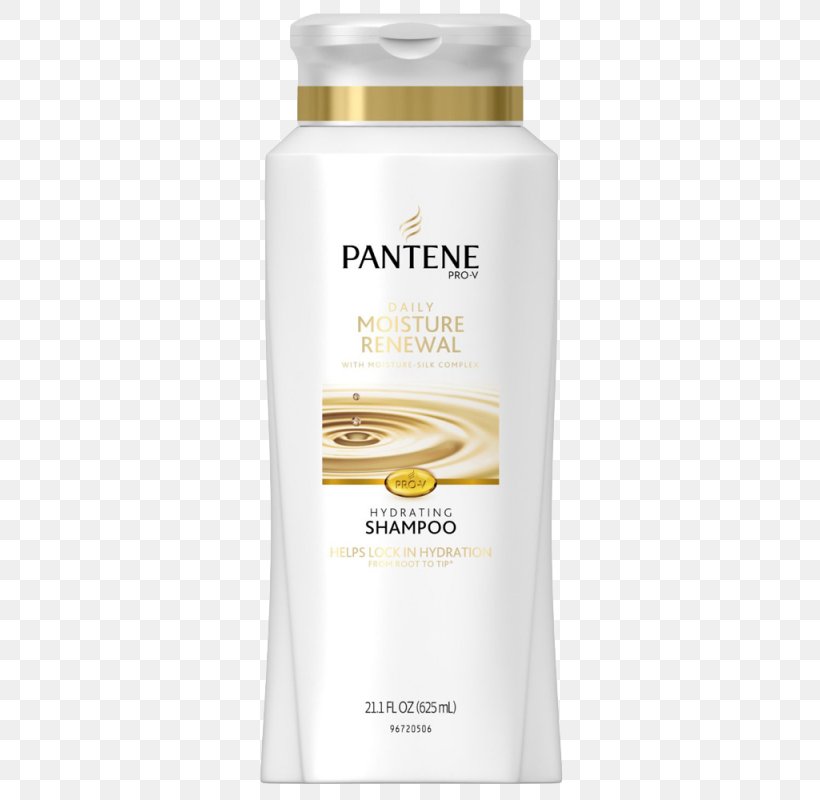 PANTENE
PRO-V
DAILY
MOISTURE
RENEWAL
WITH MOISTURE-SILK COMPLEX
PRO-V
HYDRATING
SHAMPOO
HELPS LOCK IN HYDRATION
FROM ROOT TO TIP*
21.1 FL OZ (625 mL)
96720506